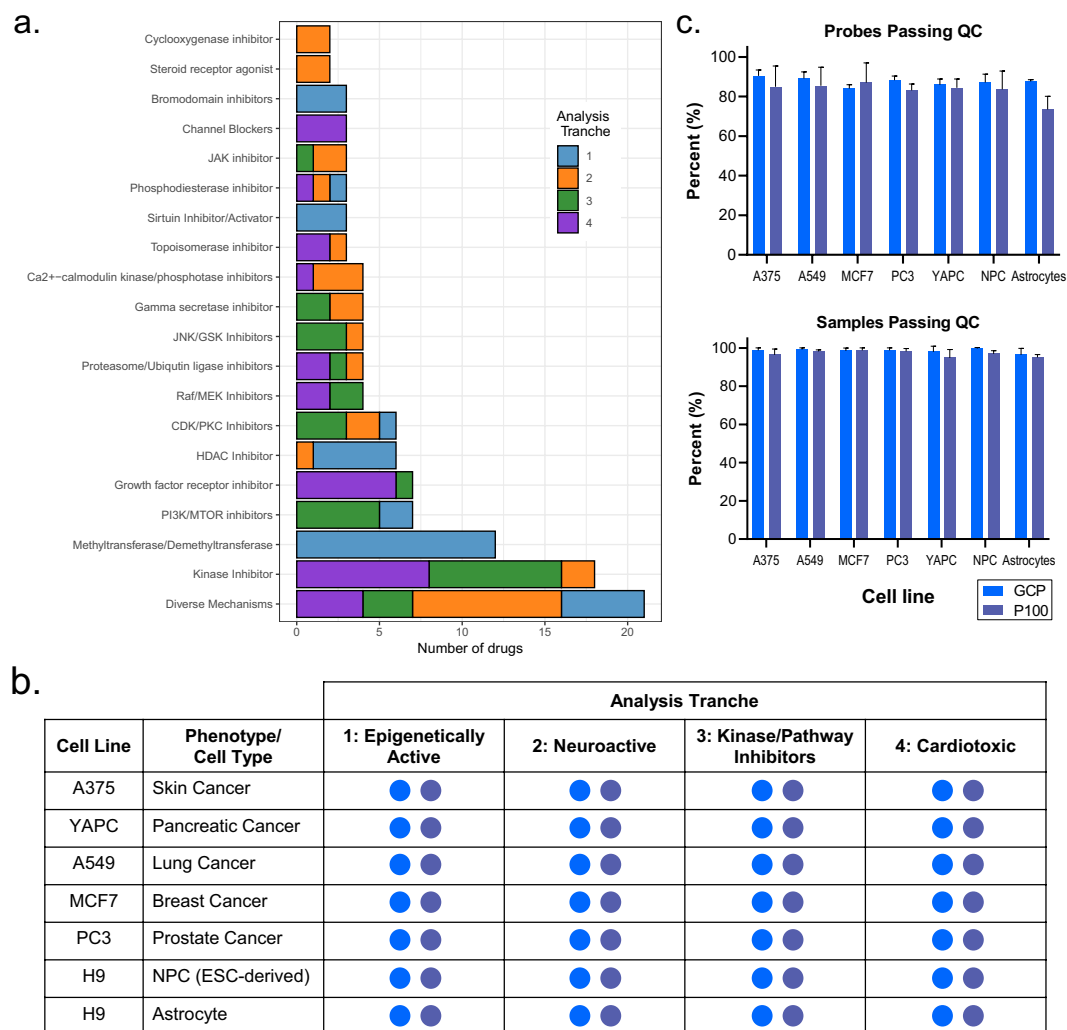 a.
Cyclooxygenase inhibitor
Steroid receptor agonist
Bromodomain inhibitors
Channel Blockers
JAK inhibitor
Phosphodiesterase inhibitor
Sirtuin Inhibitor/Activator
Topoisomerase inhibitor
Ca2+−calmodulin kinase/phosphotase inhibitors
Gamma secretase inhibitor
JNK/GSK Inhibitors
Proteasome/Ubiqutin ligase inhibitors
Raf/MEK Inhibitors
CDK/PKC Inhibitors
HDAC Inhibitor
Growth factor receptor inhibitor
PI3K/MTOR inhibitors
Methyltransferase/Demethyltransferase
Kinase Inhibitor
Diverse Mechanisms
0 5 10 15 20
Number of drugs
Analysis
Tranche
1
2
3
4
c.
Probes Passing QC
Percent (%)
100
80
60
40
20
0
A375 A549 MCF7 PC3 YAPC NPC Astrocytes
Samples Passing QC
Percent (%)
100
80
60
40
20
0
A375 A549 MCF7 PC3 YAPC NPC Astrocytes
Cell line
GCP
P100
b.
Analysis Tranche
Cell Line Phenotype/ 1: Epigenetically 2: Neuroactive 3: Kinase/Pathway 4: Cardiotoxic
Cell Type Active Inhibitors
A375 Skin Cancer
YAPC Pancreatic Cancer
A549 Lung Cancer
MCF7 Breast Cancer
PC3 Prostate Cancer
H9 NPC (ESC-derived)
H9 Astrocyte